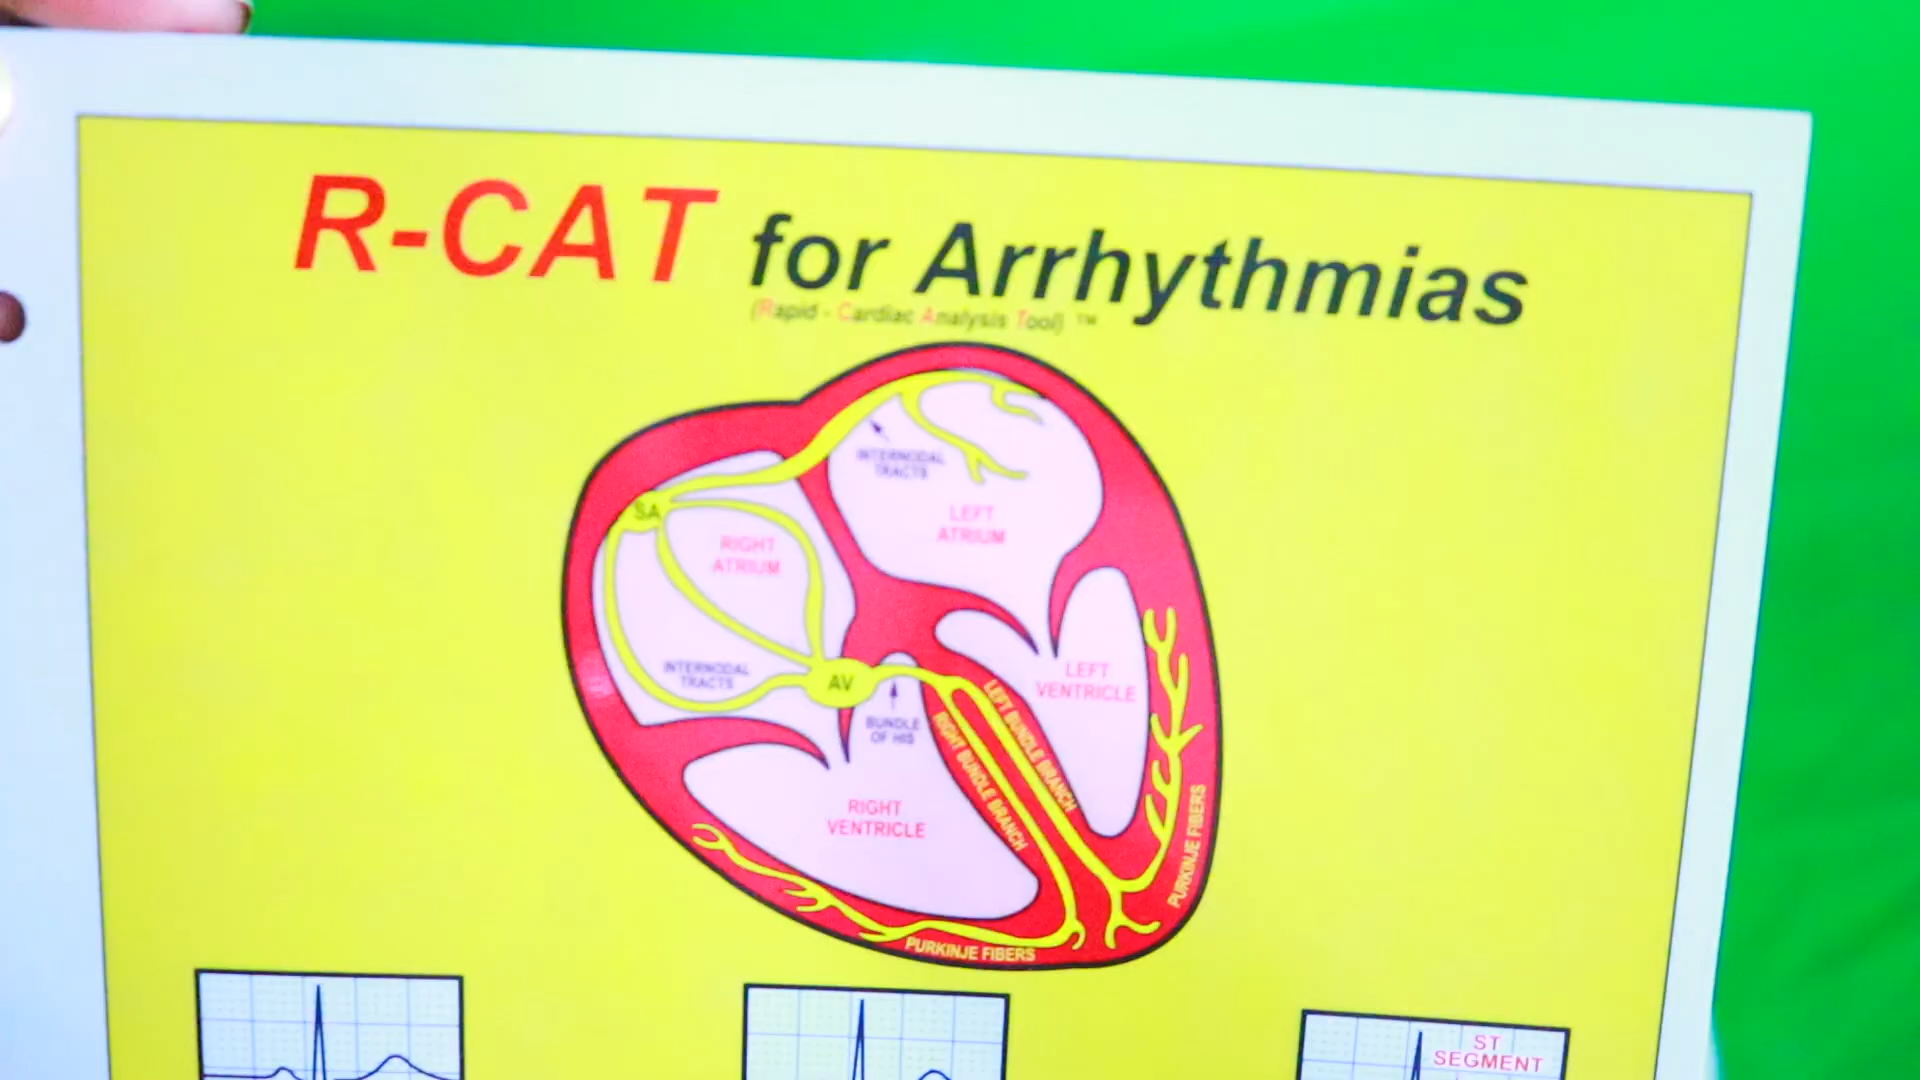 R-CAT for Arrhythmias
(Rapid - Cardiac Analysis Tool) ™
INTERNODAL
TRACTS
SA
LEFT
ATRIUM
RIGHT
ATRIUM
INTERNODAL
TRACTS
AV
LEFT
VENTRICLE
BUNDLE
OF HIS
LEFT BUNDLE BRANCH
RIGHT BUNDLE BRANCH
RIGHT
VENTRICLE
PURKINJE FIBERS
PURKINJE FIBERS
ST
SEGMENT